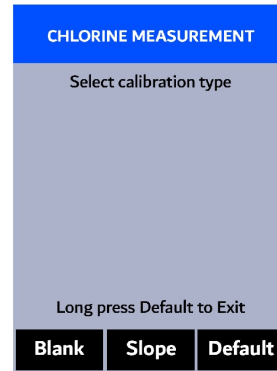 CHLORINE MEASUREMENT
Select calibration type
Long press Default to Exit
Blank Slope Default